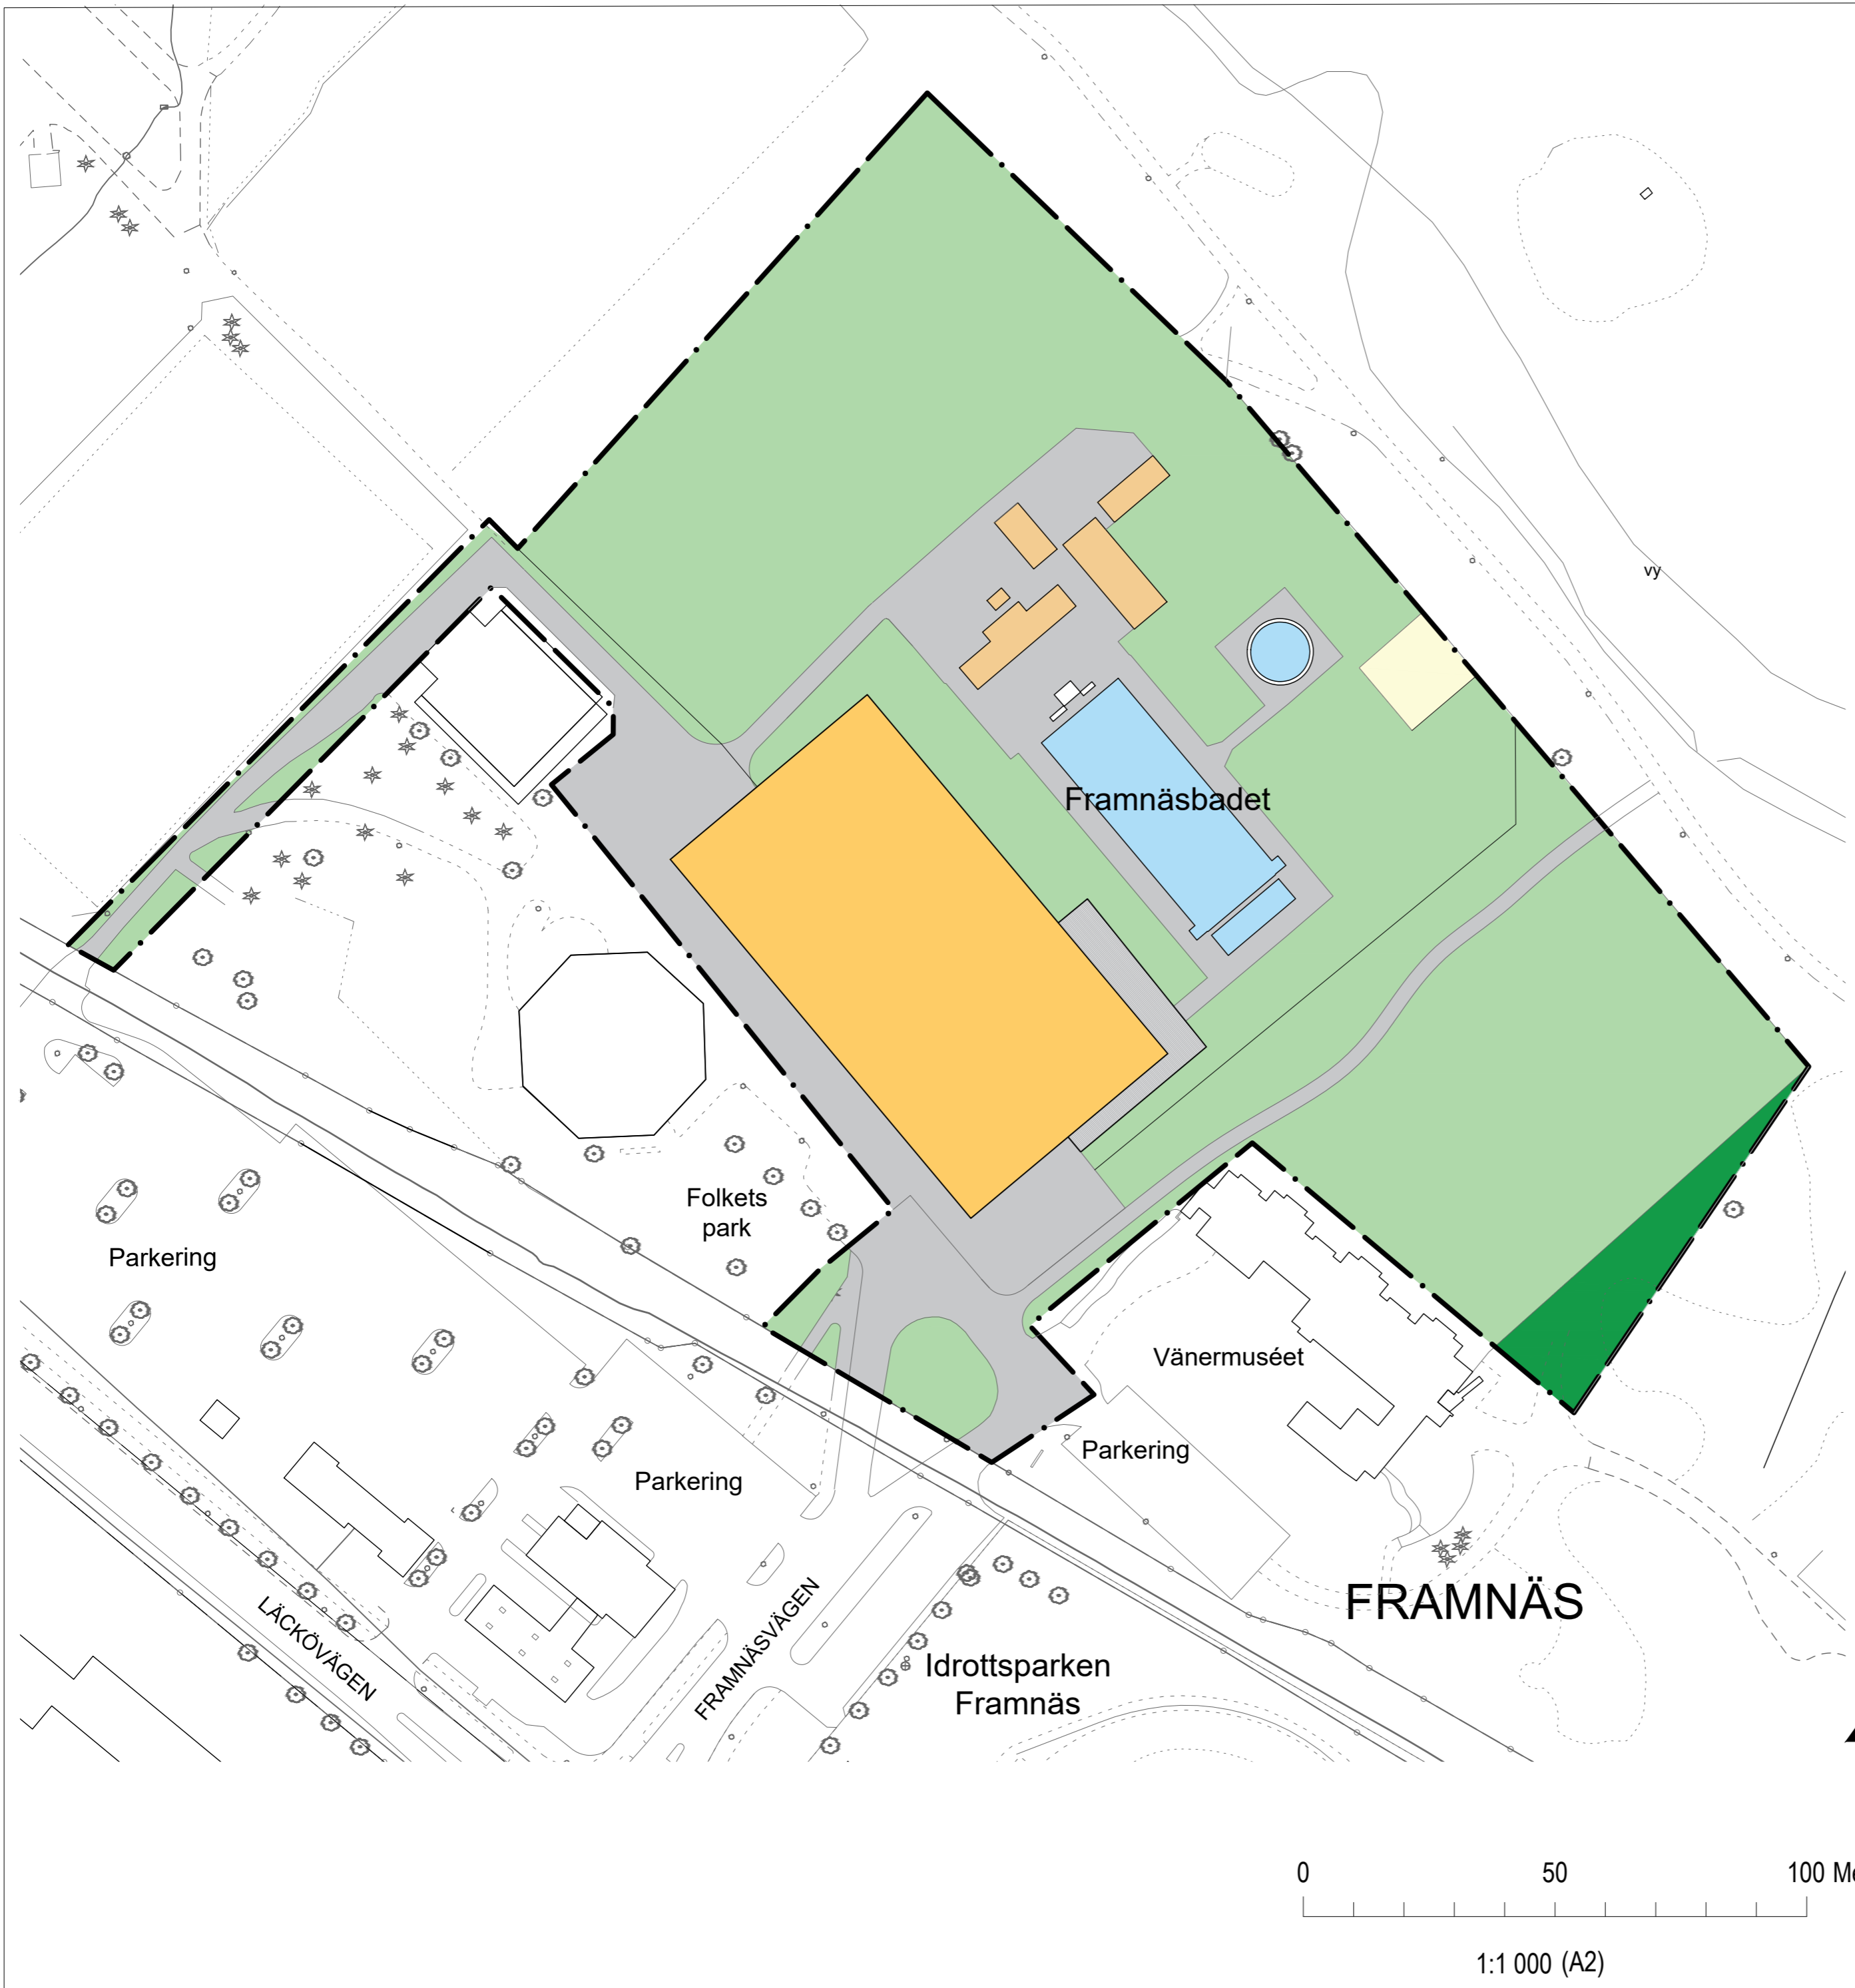 vy
Framnäsbadet
Folkets
park
Parkering
Vänermuséet
Parkering
Parkering
FRAMNÄS
LÄCKÖVÄGEN
FRAMNÄSVÄGEN
Idrottsparken
Framnäs
0 50 100
1:1 000 (A2)